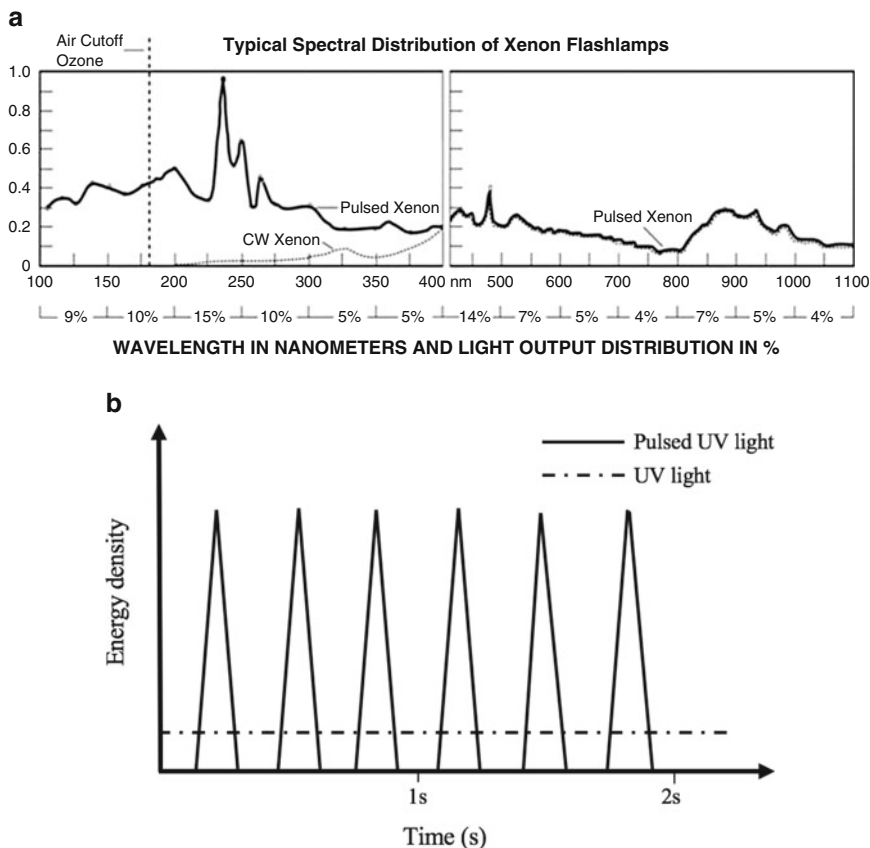 a
Air Cutoff
Ozone
Typical Spectral Distribution of Xenon Flashlamps
1.0
0.8
0.6
0.4
0.2
0
Pulsed Xenon
CW Xenon
Pulsed Xenon
100 150 200 250 300 350 400 nm 500 600 700 800 900 1000 1100
9% 10% 15% 10% 5% 5% 14% 7% 5% 4% 7% 5% 4%
WAVELENGTH IN NANOMETERS AND LIGHT OUTPUT DISTRIBUTION IN %
b
Pulsed UV light
UV light
Energy density
1s 2s
Time (s)